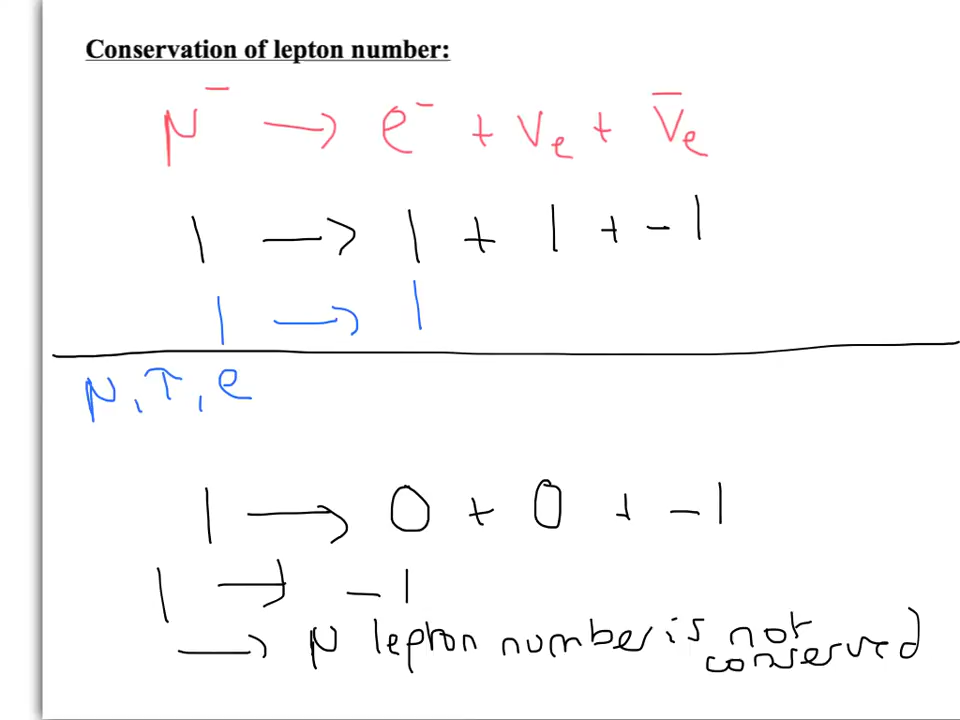 Conservation of lepton number:
μ⁻ → e⁻ + νₑ + ν̄ₑ
1 → 1 + 1 + -1
1 → 1
μ, τ, e
1 → 0 + 0 + -1
1 → -1
→ μ lepton number is not
conserved